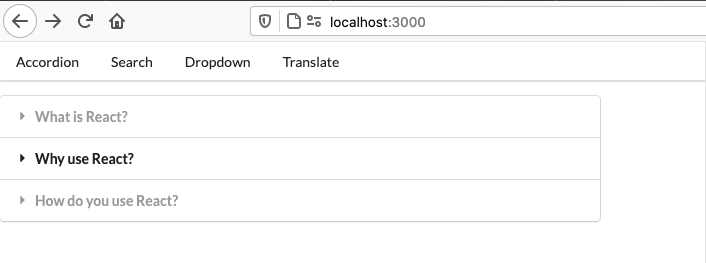 localhost:3000
Accordion Search Dropdown Translate
What is React?
Why use React?
How do you use React?